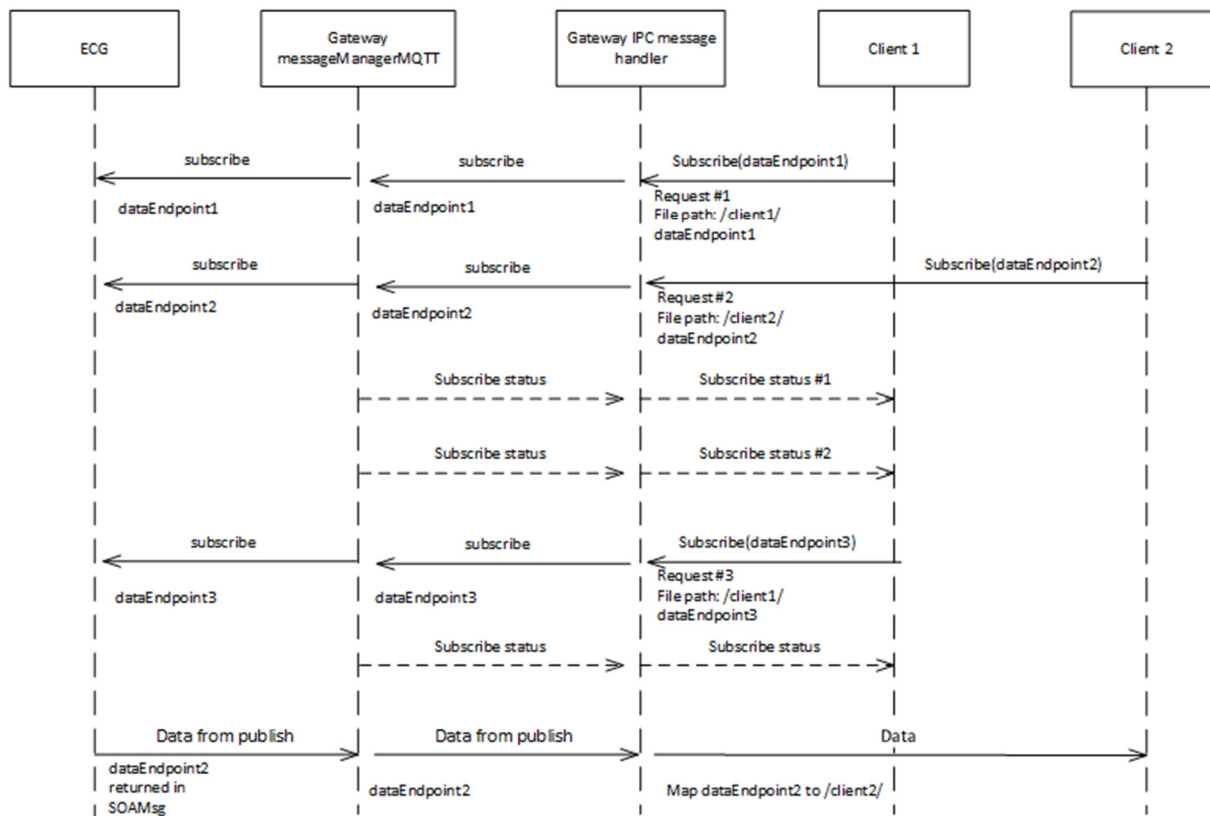 ECG
Gateway
messageManagerMQTT
Gateway IPC message
handler
Client 1
Client 2
subscribe
subscribe
Subscribe(dataEndpoint1)
dataEndpoint1
dataEndpoint1
Request #1
File path: /client1/
dataEndpoint1
subscribe
subscribe
Subscribe(dataEndpoint2)
dataEndpoint2
dataEndpoint2
Request #2
File path: /client2/
dataEndpoint2
Subscribe status
Subscribe status #1
Subscribe status
Subscribe status #2
subscribe
subscribe
Subscribe(dataEndpoint3)
dataEndpoint3
dataEndpoint3
Request #3
File path: /client1/
dataEndpoint3
Subscribe status
Subscribe status
Data from publish
Data from publish
Data
dataEndpoint2
returned in
SOAMsg
dataEndpoint2
Map dataEndpoint2 to /client2/